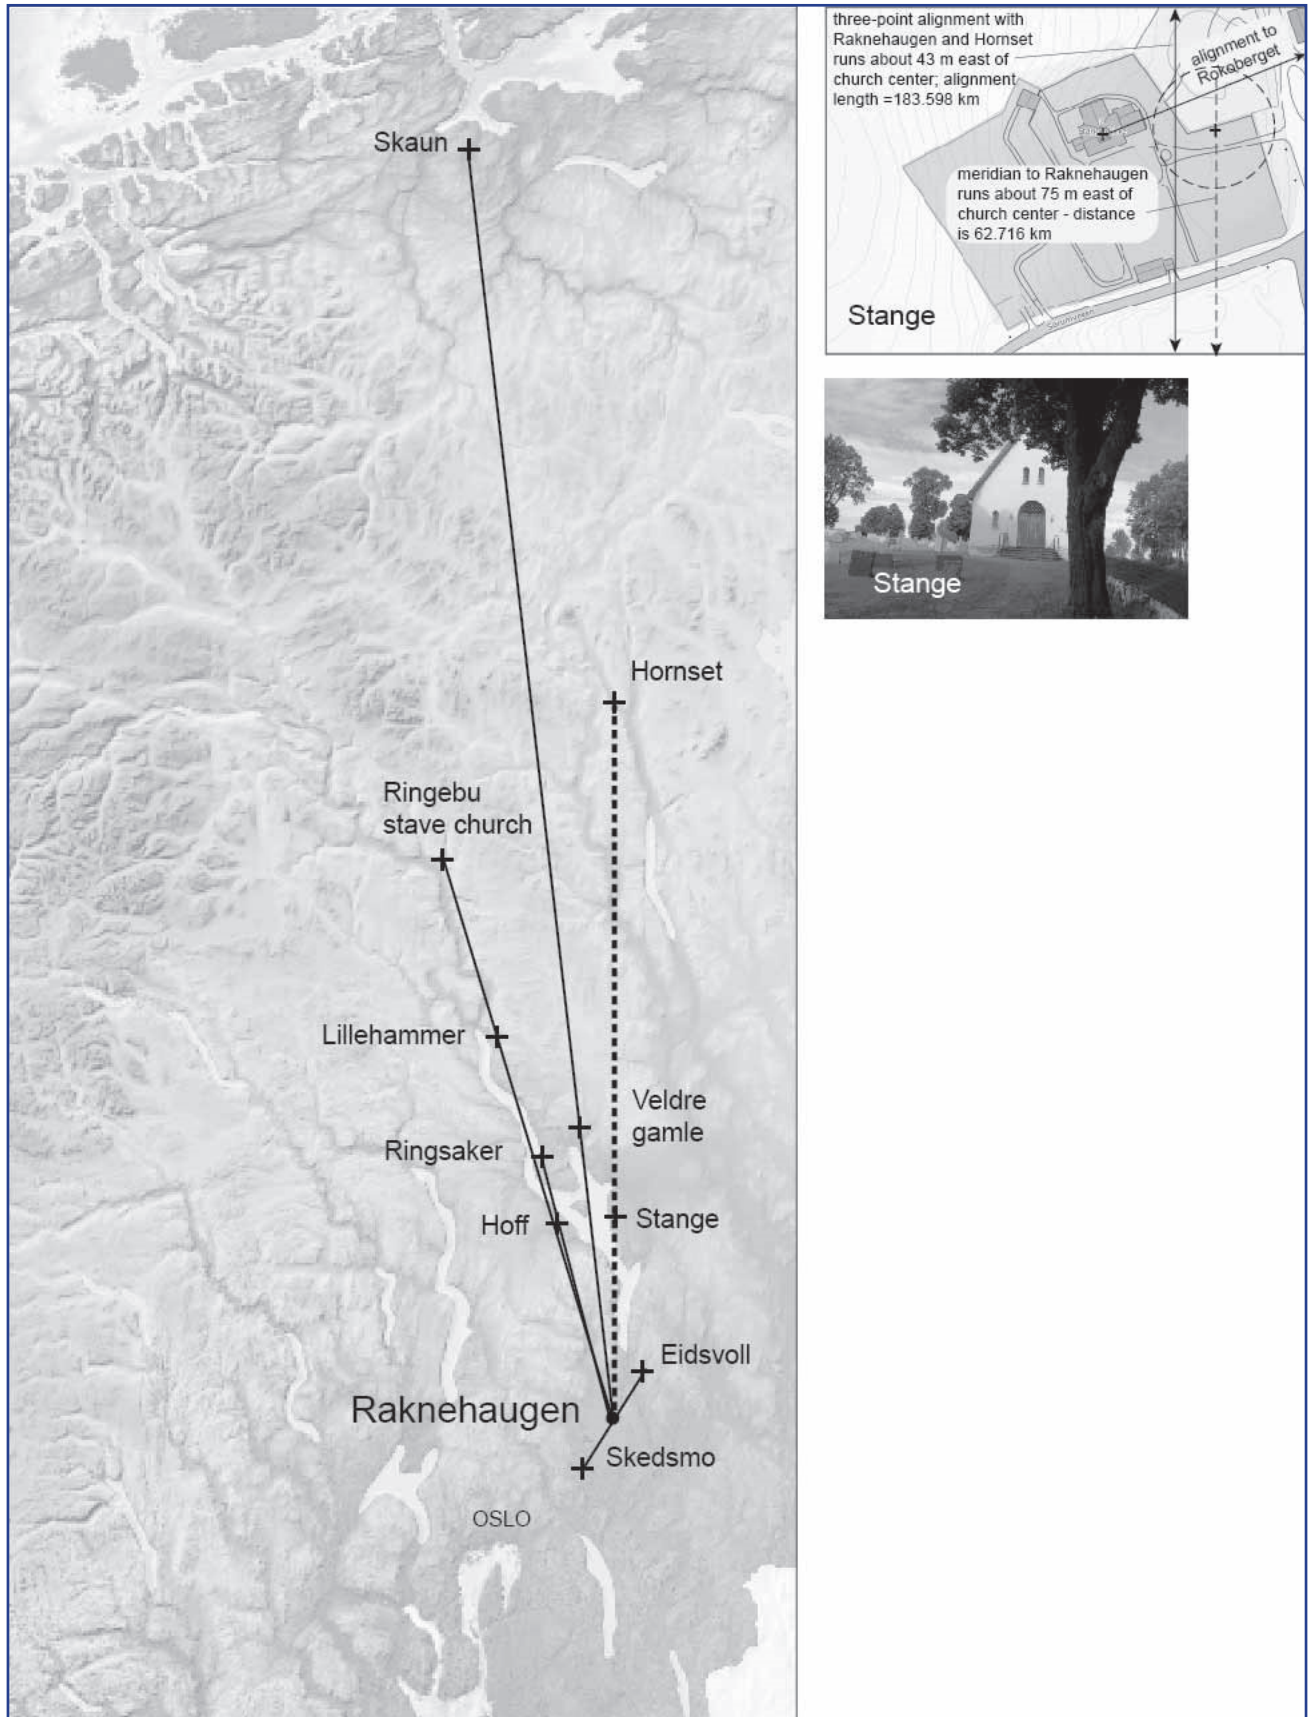 Skaun
Hornset
Ringebu
stave church
Lillehammer
Veldre
gamle
Ringsaker
Stange
Hoff
Eidsvoll
Raknehaugen
Skedsmo
OSLO
three-point alignment with
Raknehaugen and Hornset
runs about 43 m east of
church center; alignment
length =183.598 km
alignment to
Rokoberget
meridian to Raknehaugen
runs about 75 m east of
church center - distance
is 62.716 km
Stange
Stange